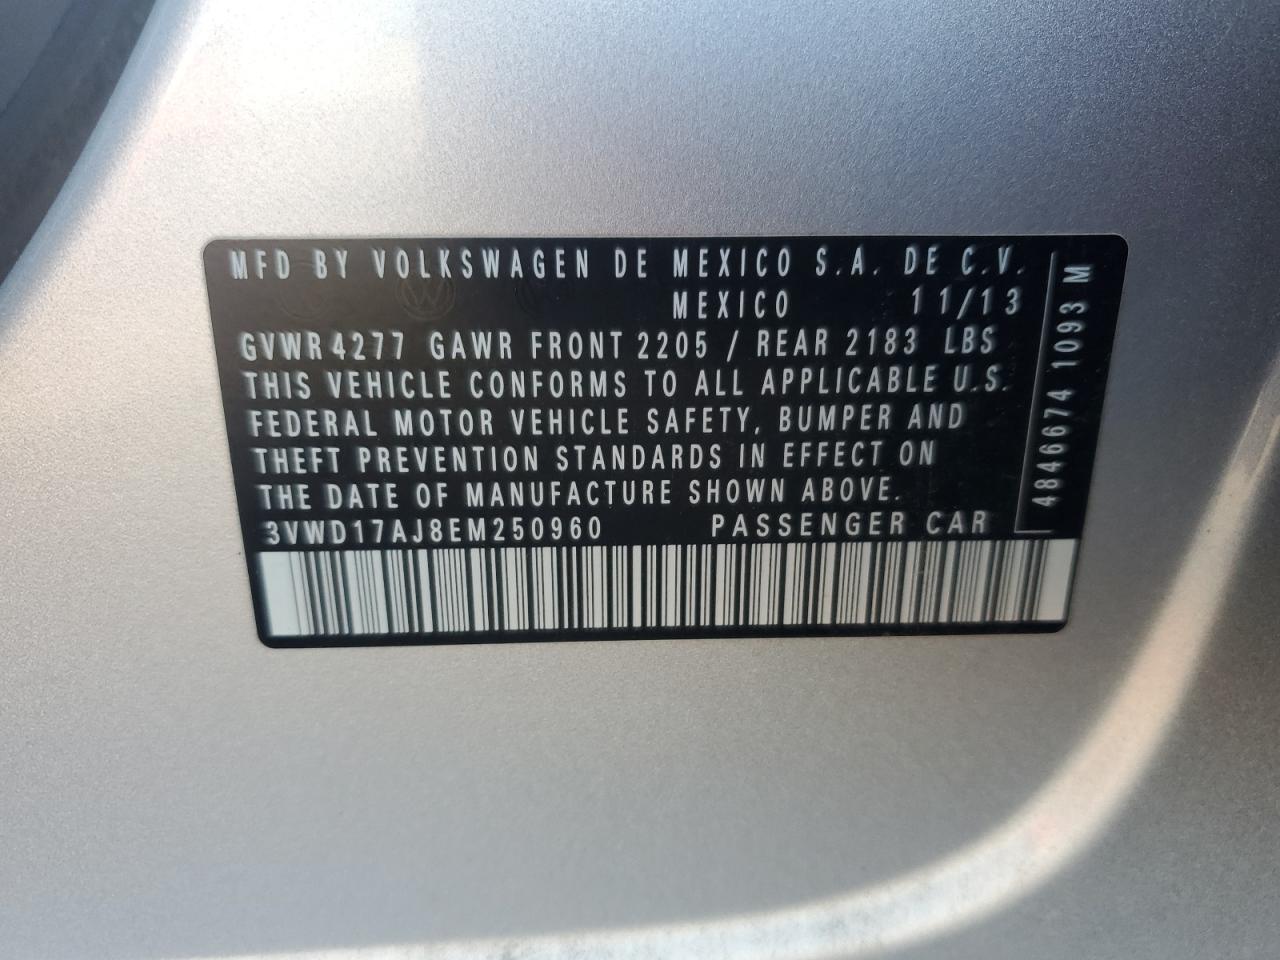 MFD BY VOLKSWAGEN DE MEXICO S.A. DE C.V.
MEXICO 11/13
GVWR 4277 GAWR FRONT 2205 / REAR 2183 LBS
THIS VEHICLE CONFORMS TO ALL APPLICABLE U.S.
FEDERAL MOTOR VEHICLE SAFETY, BUMPER AND
THEFT PREVENTION STANDARDS IN EFFECT ON
THE DATE OF MANUFACTURE SHOWN ABOVE.
3VWD17AJ8EM250960 PASSENGER CAR
4846674 1093 M